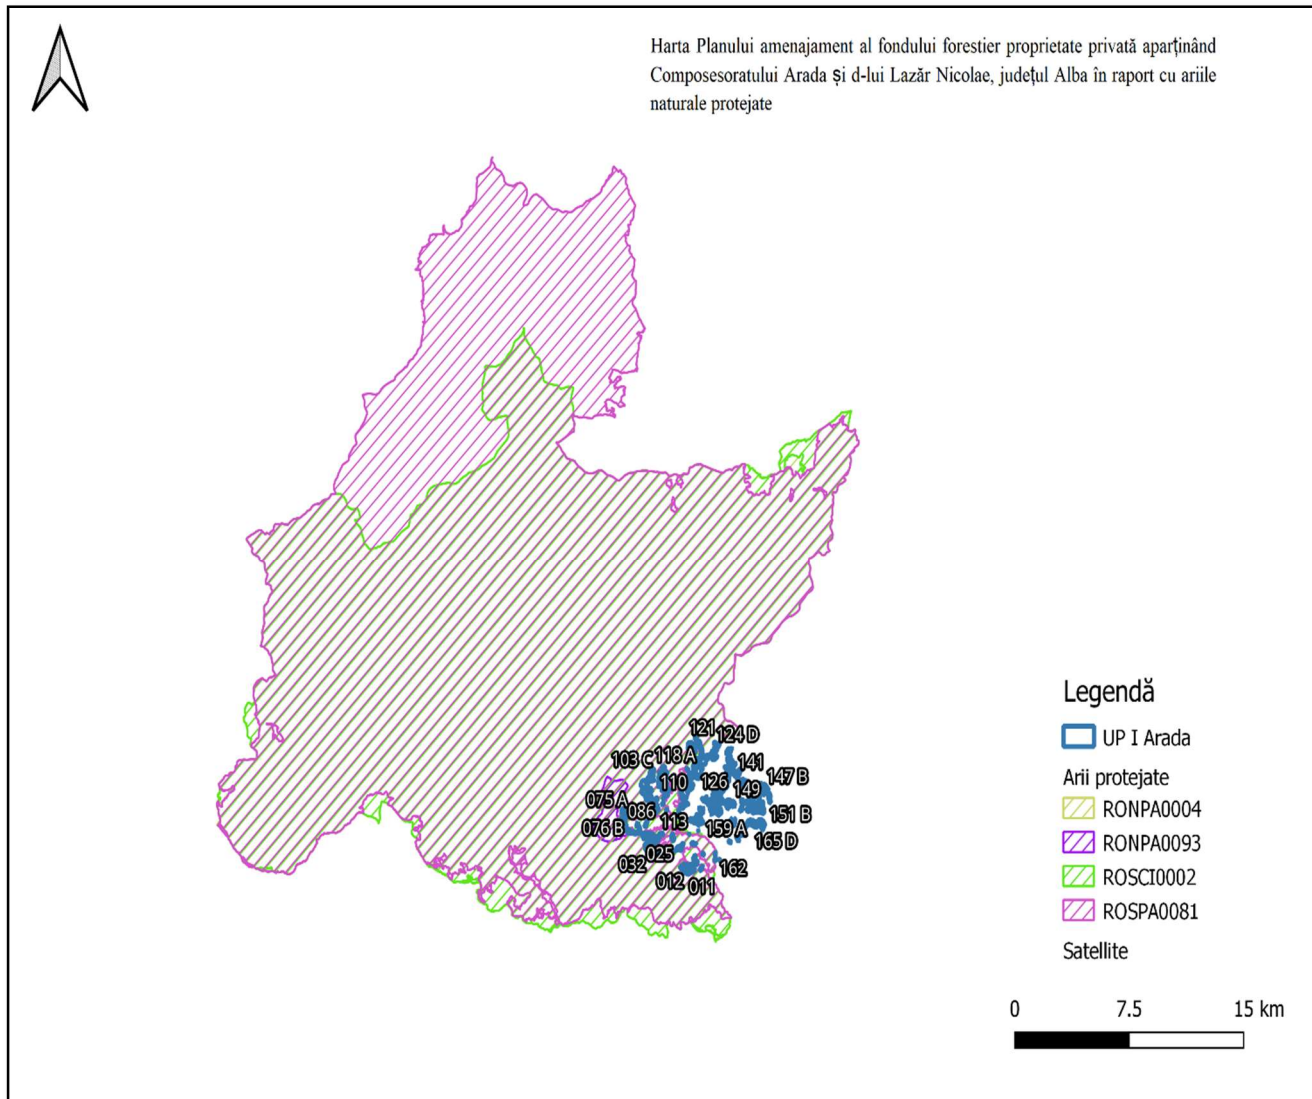 Harta Planului amenajament al fondului forestier proprietate privată aparținând
Composesoratului Arada și d-lui Lazăr Nicolae, județul Alba în raport cu ariile
naturale protejate
121
124 D
103 C
118 A
141
110
126
147 B
149
075 A
086
151 B
113
076 B
159 A
165 D
025
032
162
012
011
Legendă
UP I Arada
Arii protejate
RONPA0004
RONPA0093
ROSCI0002
ROSPA0081
Satellite
0 7.5 15 km